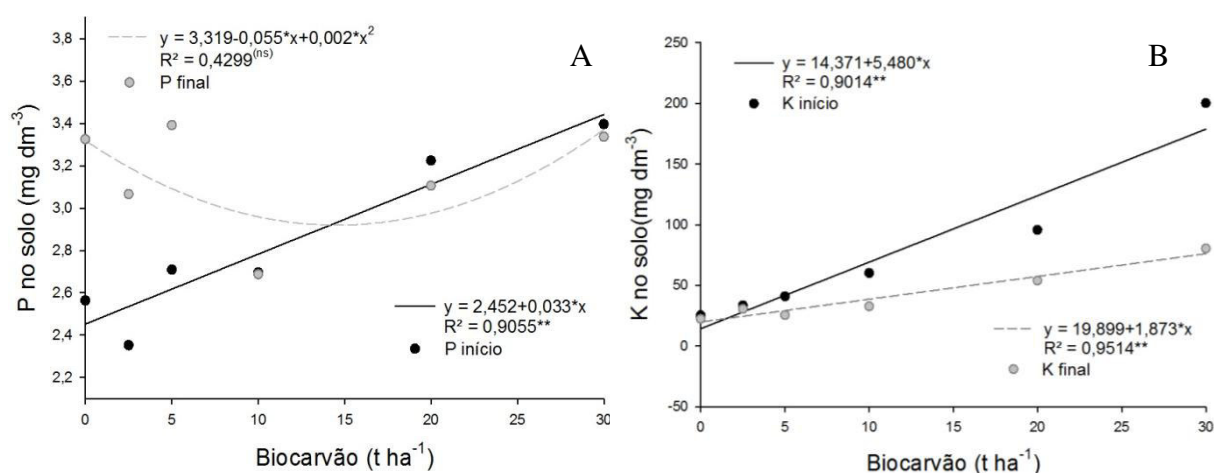 A
y = 3,319-0,055*x+0,002*x²
R² = 0,4299(ns)
P final
y = 2,452+0,033*x
R² = 0,9055**
P início
P no solo (mg dm⁻³)
3,8
3,6
3,4
3,2
3,0
2,8
2,6
2,4
2,2
0 5 10 15 20 25 30
Biocarvão (t ha⁻¹)
B
y = 14,371+5,480*x
R² = 0,9014**
K início
y = 19,899+1,873*x
R² = 0,9514**
K final
K no solo(mg dm⁻³)
250
200
150
100
50
0
-50
0 5 10 15 20 25 30
Biocarvão (t ha⁻¹)